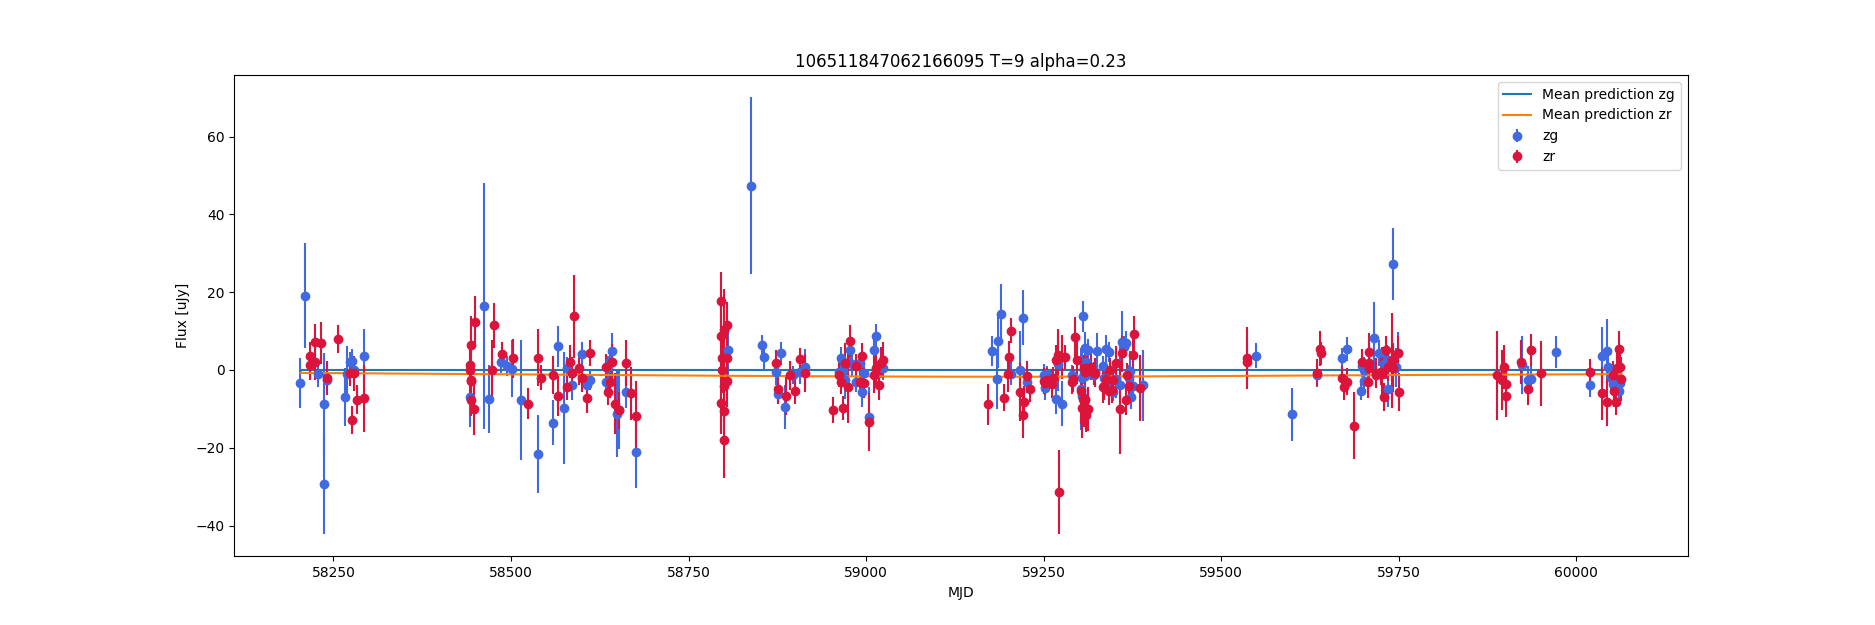 106511847062166095 T=9 alpha=0.23
Mean prediction zg
Mean prediction zr
zg
zr
60
40
20
0
−20
−40
Flux [uJy]
58250 58500 58750 59000 59250 59500 59750 60000
MJD